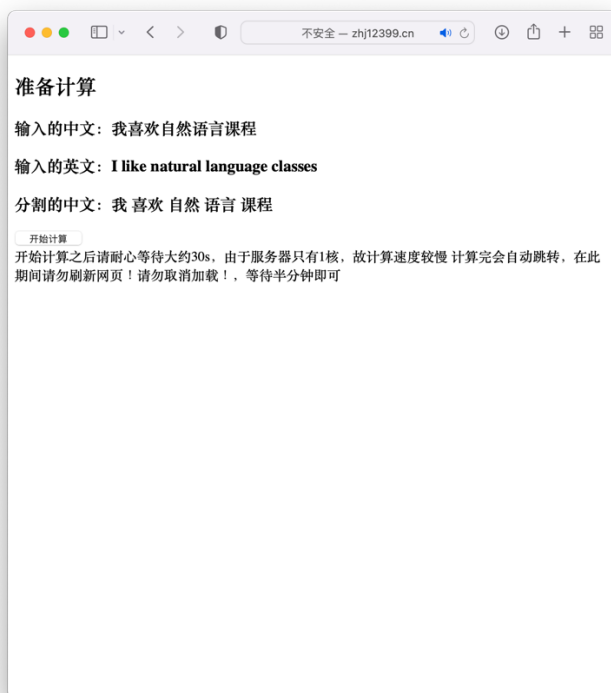 不安全 — zhj12399.cn
准备计算
输入的中文：我喜欢自然语言课程
输入的英文：I like natural language classes
分割的中文：我 喜欢 自然 语言 课程
开始计算
开始计算之后请耐心等待大约30s，由于服务器只有1核，故计算速度较慢 计算完会自动跳转，在此
期间请勿刷新网页！请勿取消加载！，等待半分钟即可